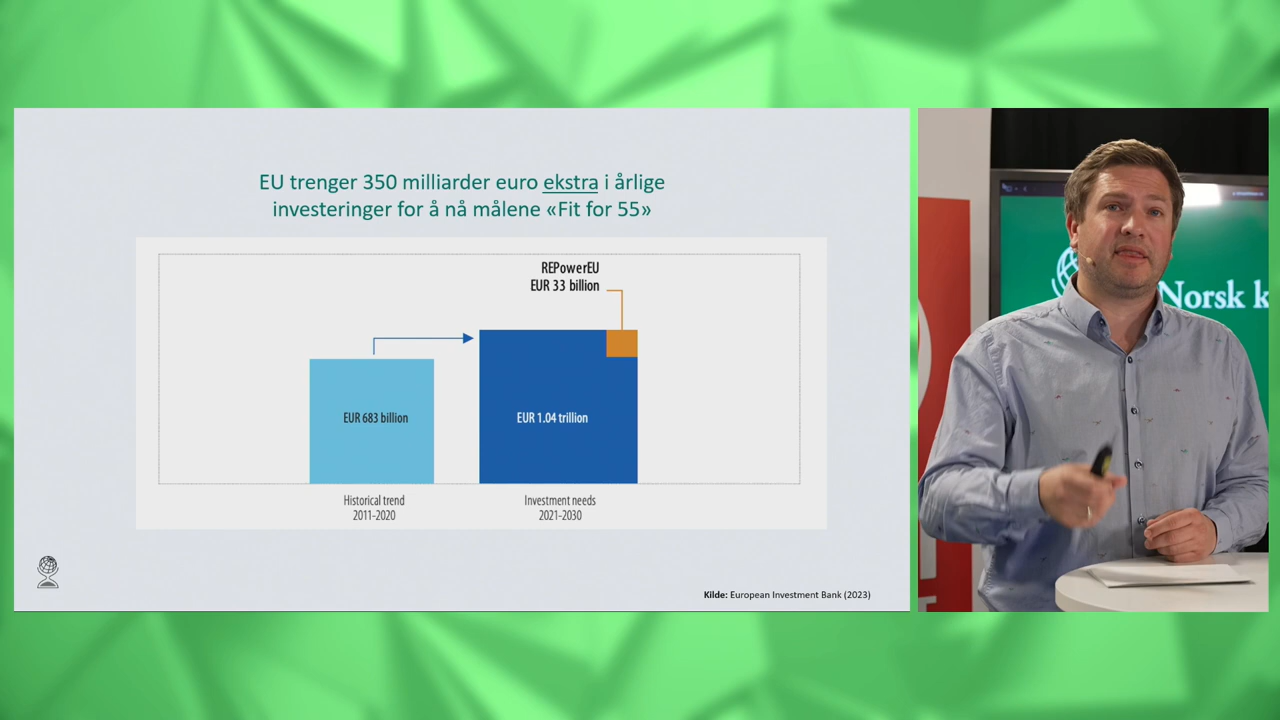 EU trenger 350 milliarder euro ekstra i årlige
investeringer for å nå målene «Fit for 55»
REPowerEU
EUR 33 billion
EUR 683 billion
EUR 1.04 trillion
Historical trend
2011-2020
Investment needs
2021-2030
Kilde: European Investment Bank (2023)
Norsk k